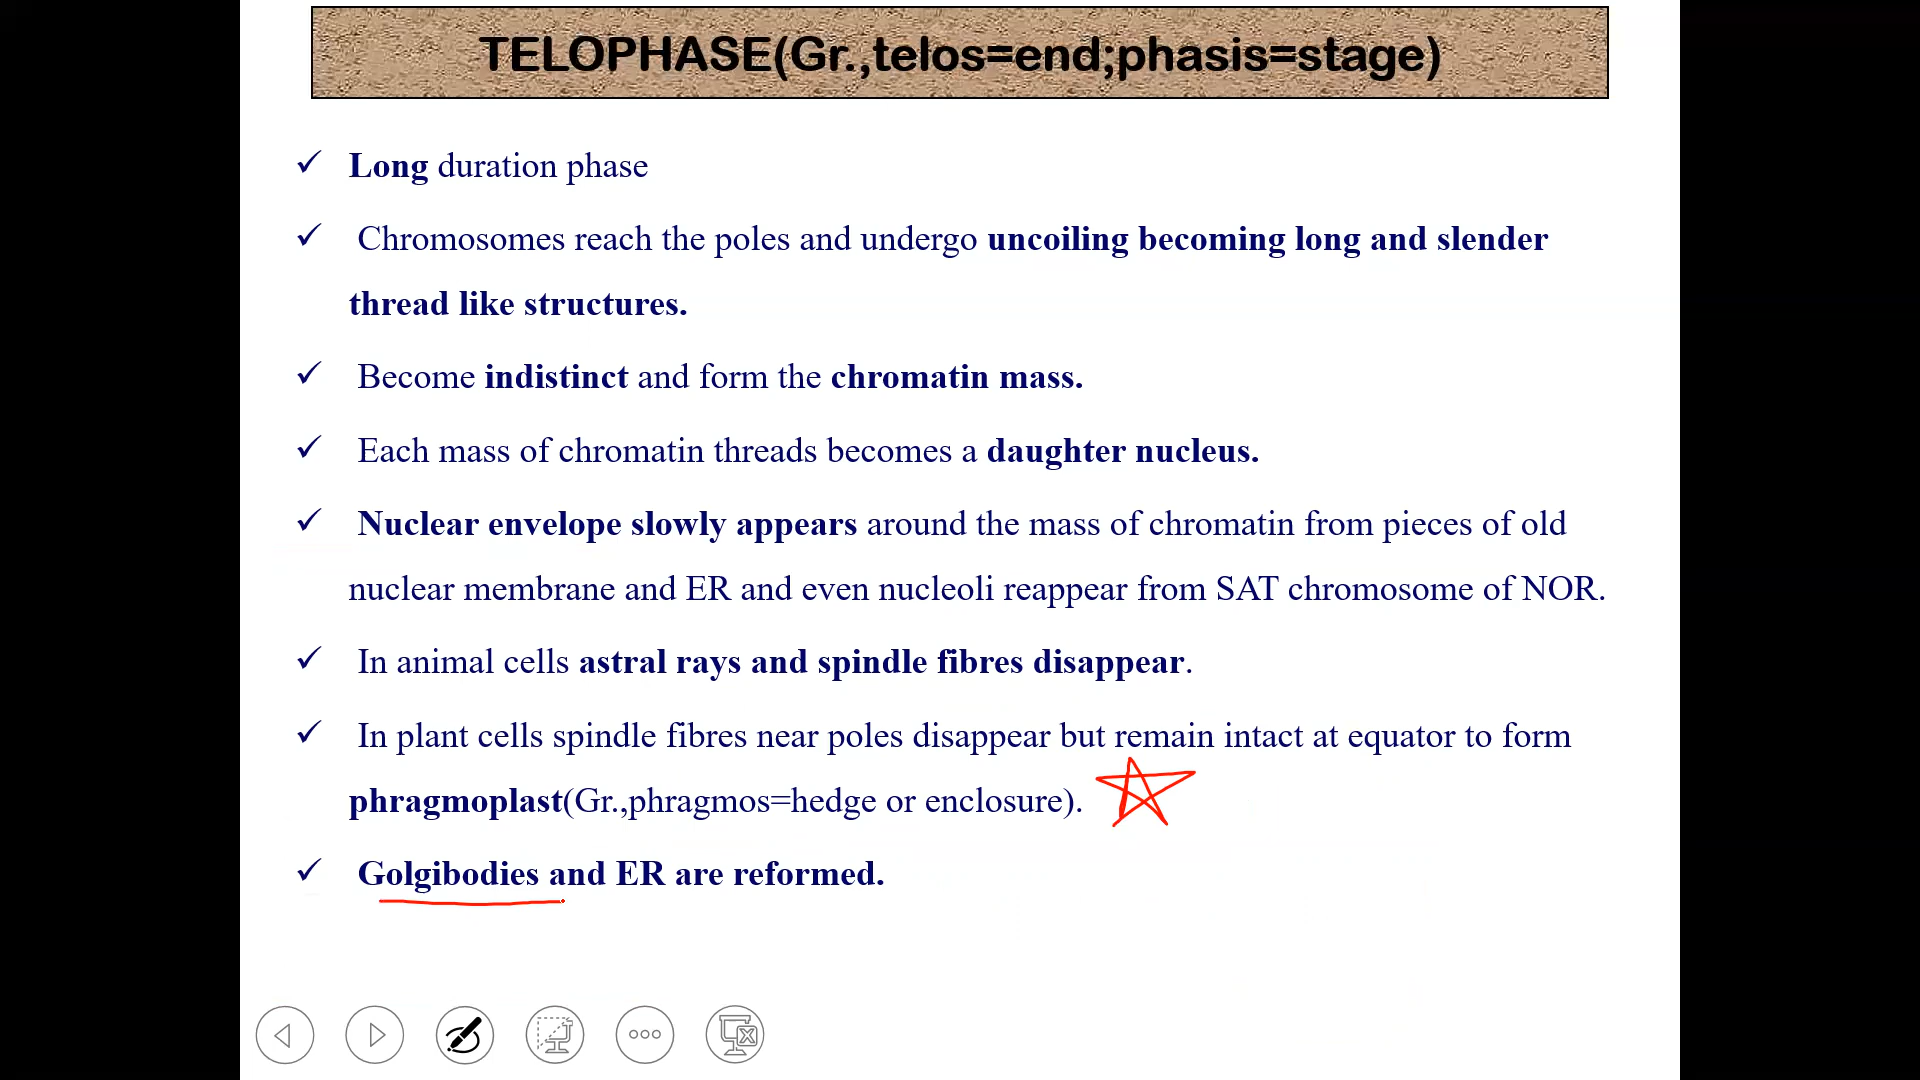 TELOPHASE(Gr.,telos=end;phasis=stage)
✓ Long duration phase
✓ Chromosomes reach the poles and undergo uncoiling becoming long and slender
thread like structures.
✓ Become indistinct and form the chromatin mass.
✓ Each mass of chromatin threads becomes a daughter nucleus.
✓ Nuclear envelope slowly appears around the mass of chromatin from pieces of old
nuclear membrane and ER and even nucleoli reappear from SAT chromosome of NOR.
✓ In animal cells astral rays and spindle fibres disappear.
✓ In plant cells spindle fibres near poles disappear but remain intact at equator to form
phragmoplast(Gr.,phragmos=hedge or enclosure).
✓ Golgibodies and ER are reformed.